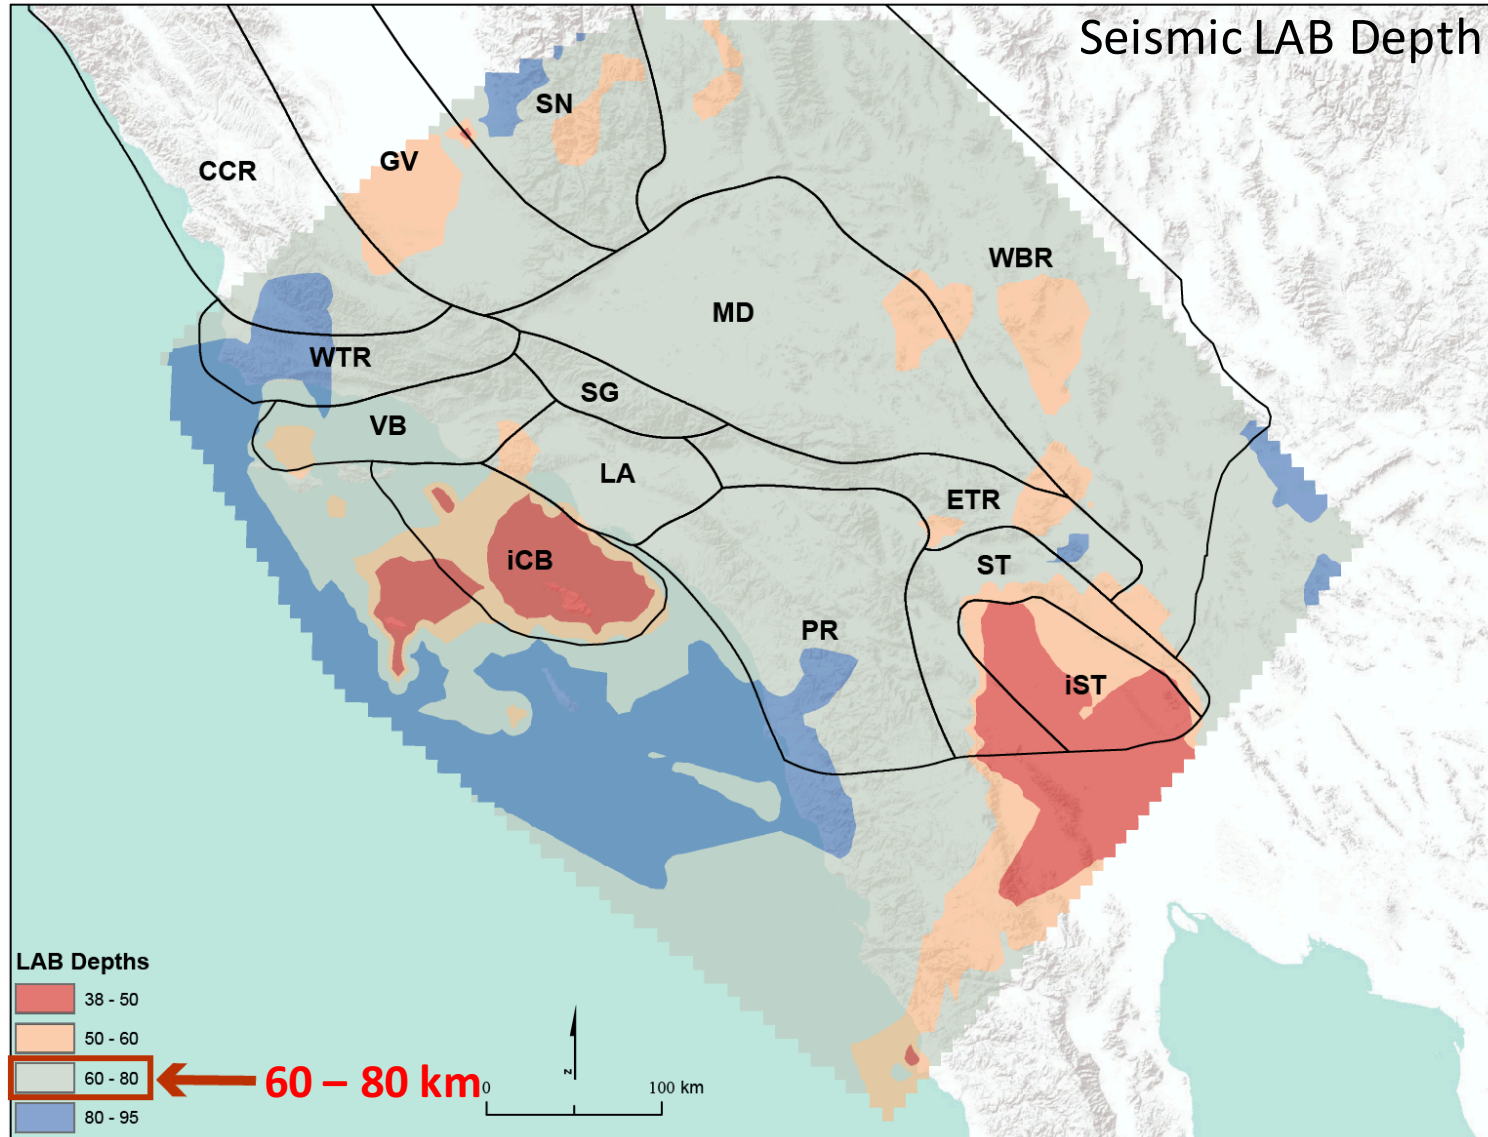 Seismic LAB Depth
SN
GV
CCR
WBR
MD
WTR
SG
VB
LA
ETR
iCB
ST
PR
iST
LAB Depths
38 - 50
50 - 60
60 - 80
80 - 95
60 – 80 km
z
0
100 km